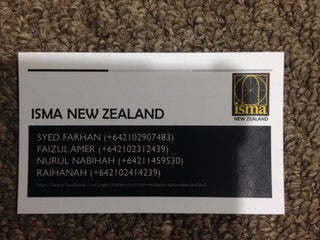 isma
NEW ZEALAND
ISMA NEW ZEALAND
SYED FARHAN (+642102907483)
FAIZUL AMER (+642102312439)
NURUL NABIHAH (+64211459530)
RAIHANAH (+642102414239)